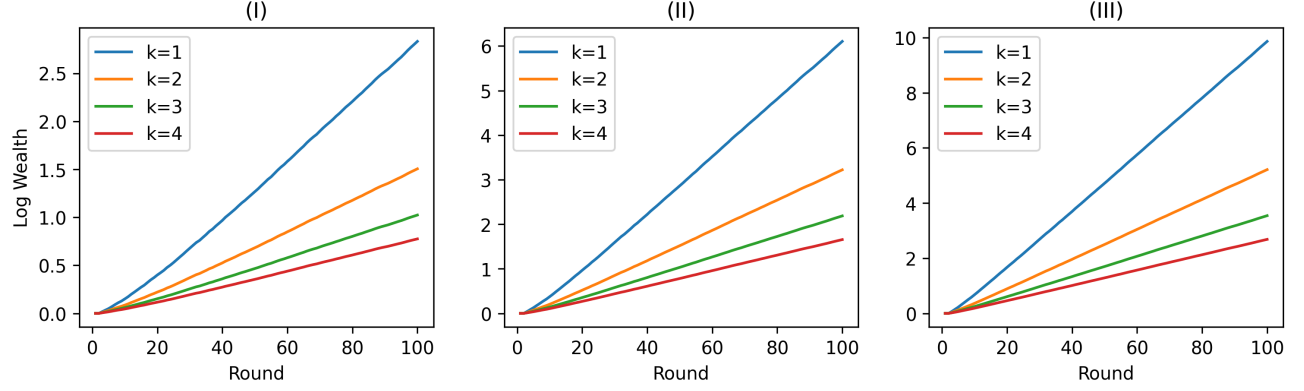 (I)
Log Wealth
2.5
2.0
1.5
1.0
0.5
0.0
k=1
k=2
k=3
k=4
0 20 40 60 80 100
Round
(II)
6
5
4
3
2
1
0
k=1
k=2
k=3
k=4
0 20 40 60 80 100
Round
(III)
10
8
6
4
2
0
k=1
k=2
k=3
k=4
0 20 40 60 80 100
Round